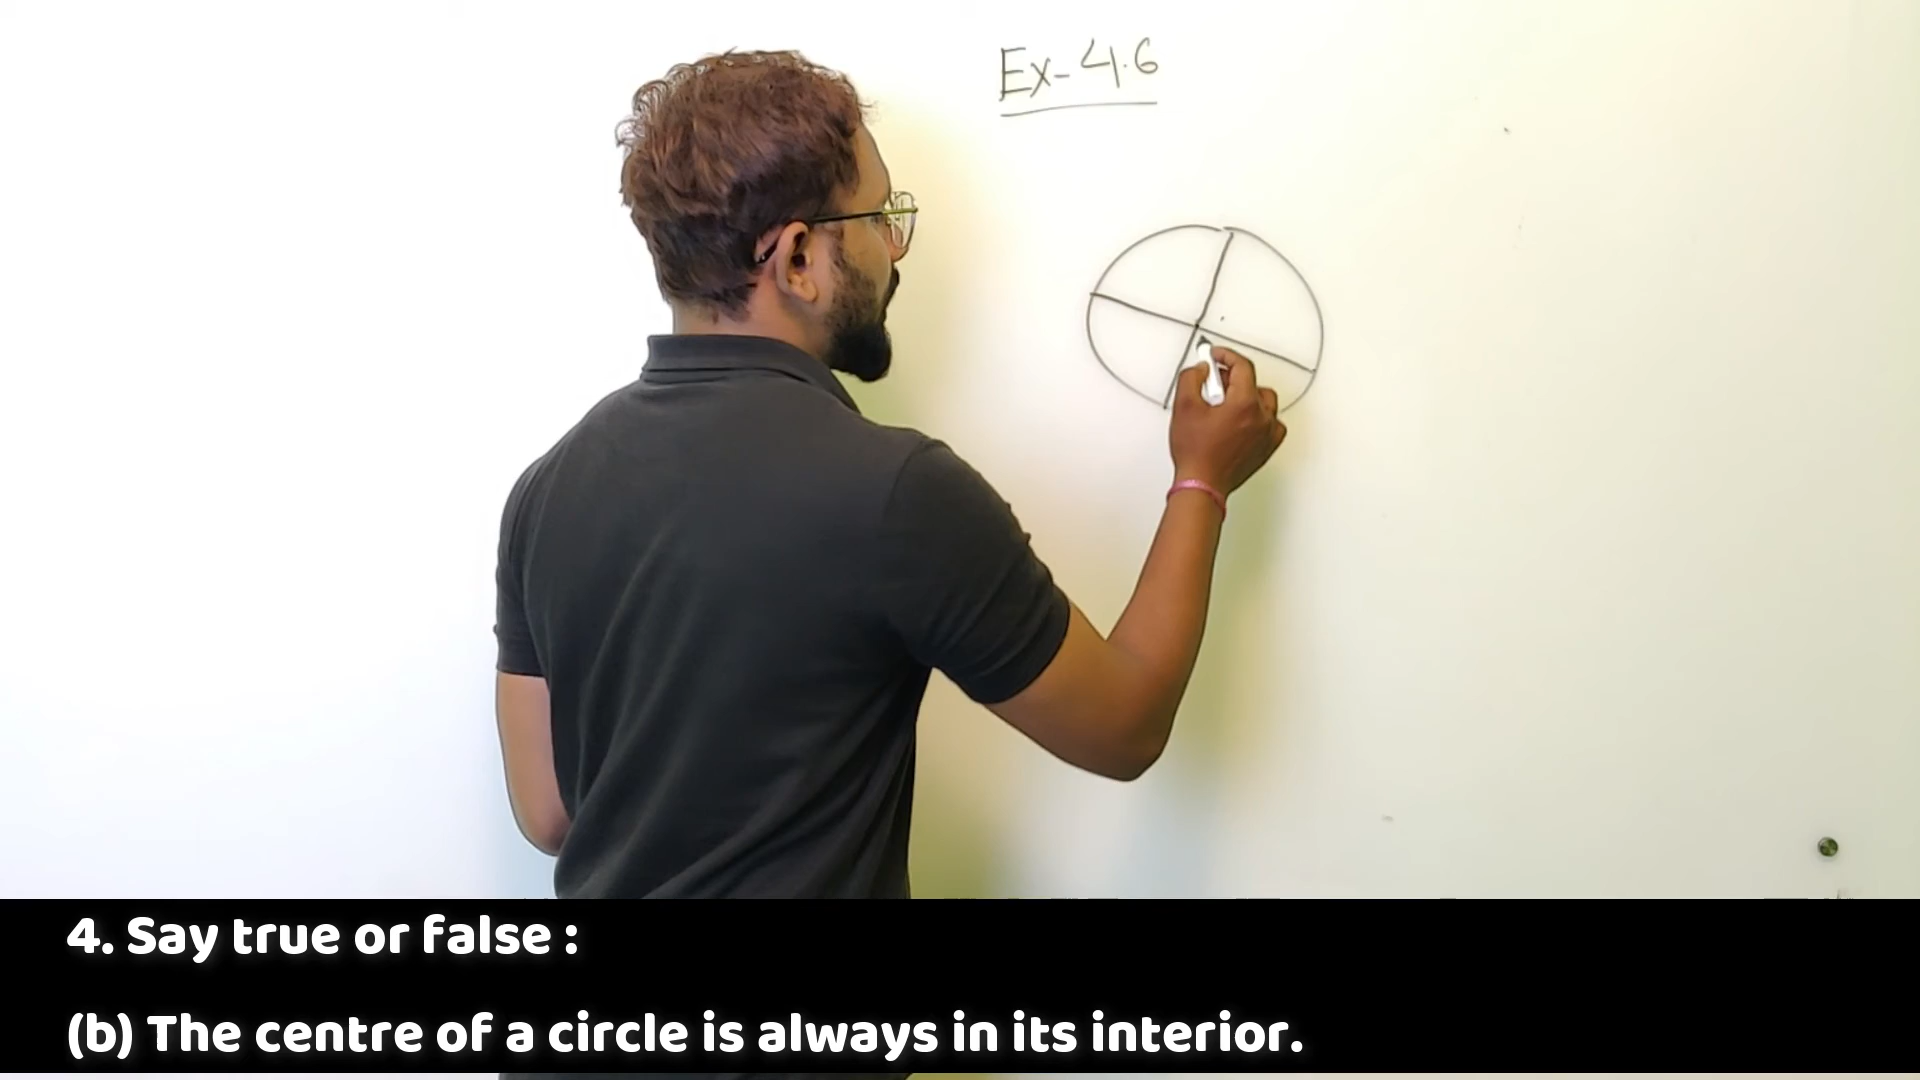 Ex-4.6
4. Say true or false :
(b) The centre of a circle is always in its interior.